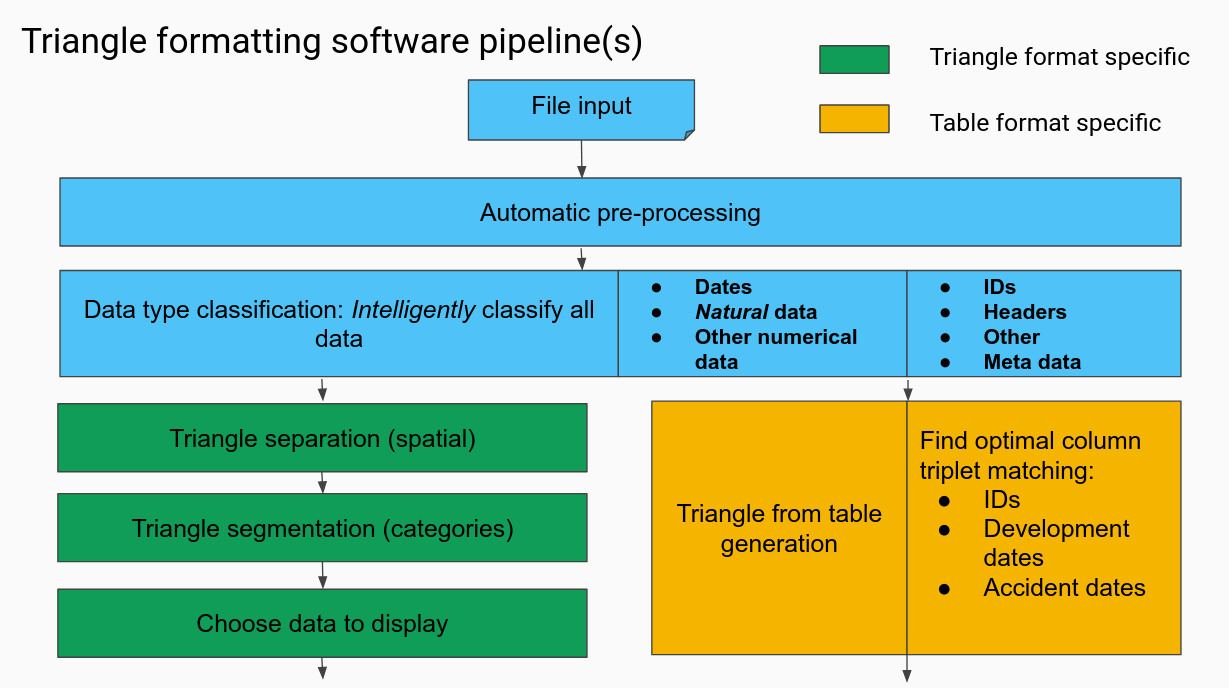 Triangle formatting software pipeline(s)
Triangle format specific
Table format specific
File input
Automatic pre-processing
Data type classification: Intelligently classify all
data
● Dates
● Natural data
● Other numerical
data
● IDs
● Headers
● Other
● Meta data
Triangle separation (spatial)
Triangle segmentation (categories)
Choose data to display
Triangle from table
generation
Find optimal column
triplet matching:
● IDs
● Development
dates
● Accident dates